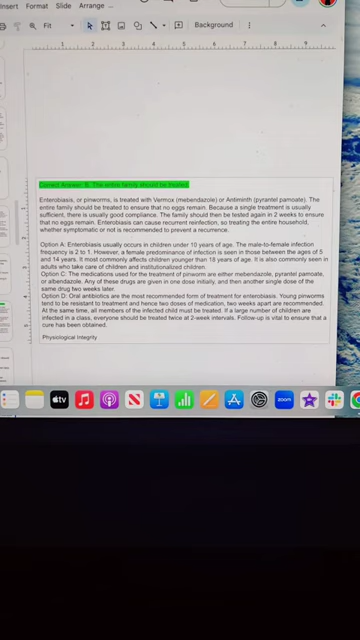 Insert Format Slide Arrange ...
Fit Background
1 2 3 4 5 6 7 8 9
Correct Answer: B. The entire family should be treated
Enterobiasis, or pinworms, is treated with Vermox (mebendazole) or Antiminth (pyrantel pamoate). The
entire family should be treated to ensure that no eggs remain. Because a single treatment is usually
sufficient, there is usually good compliance. The family should then be tested again in 2 weeks to ensure
that no eggs remain. Enterobiasis can cause recurrent reinfection, so treating the entire household,
whether symptomatic or not is recommended to prevent a recurrence.
Option A: Enterobiasis usually occurs in children under 10 years of age. The male-to-female infection
frequency is 2 to 1. However, a female predominance of infection is seen in those between the ages of 5
and 14 years. It most commonly affects children younger than 18 years of age. It is also commonly seen in
adults who take care of children and institutionalized children.
Option C: The medications used for the treatment of pinworm are either mebendazole, pyrantel pamoate,
or albendazole. Any of these drugs are given in one dose initially, and then another single dose of the
same drug two weeks later.
Option D: Oral antibiotics are the most recommended form of treatment for enterobiasis. Young pinworms
tend to be resistant to treatment and hence two doses of medication, two weeks apart are recommended.
At the same time, all members of the infected child must be treated. If a large number of children are
infected in a class, everyone should be treated twice at 2-week intervals. Follow-up is vital to ensure that a
cure has been obtained.
Physiological Integrity
tv
zoom